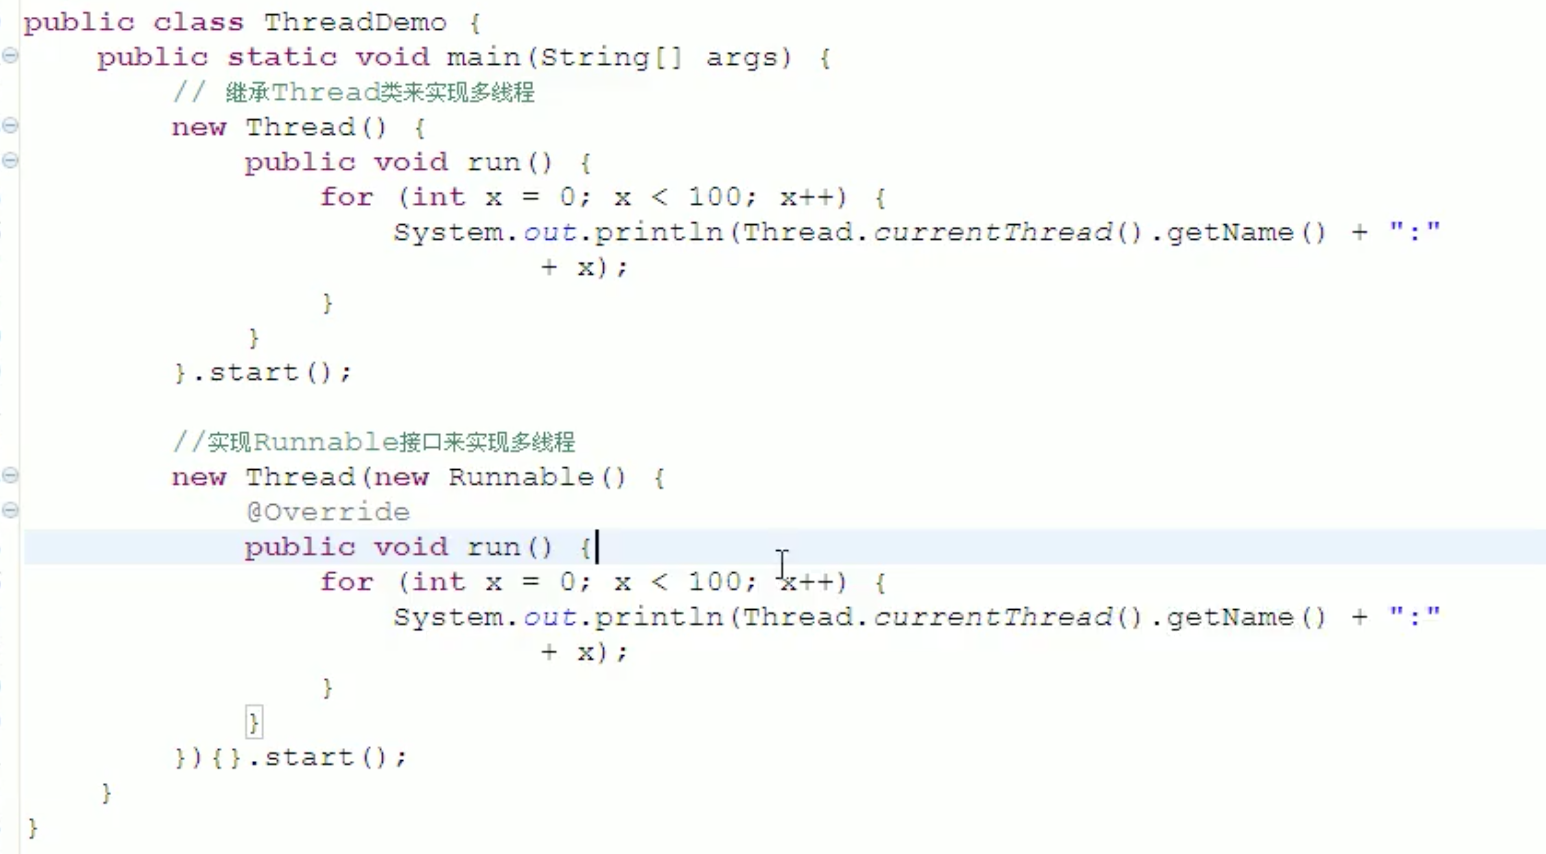 public class ThreadDemo {
    public static void main(String[] args) {
        // 继承Thread类来实现多线程
        new Thread() {
            public void run() {
                for (int x = 0; x < 100; x++) {
                    System.out.println(Thread.currentThread().getName() + ":"
                            + x);
                }
            }
        }.start();

        //实现Runnable接口来实现多线程
        new Thread(new Runnable() {
            @Override
            public void run() {
                for (int x = 0; x < 100; x++) {
                    System.out.println(Thread.currentThread().getName() + ":"
                            + x);
                }
            }
        }){}.start();
    }
}